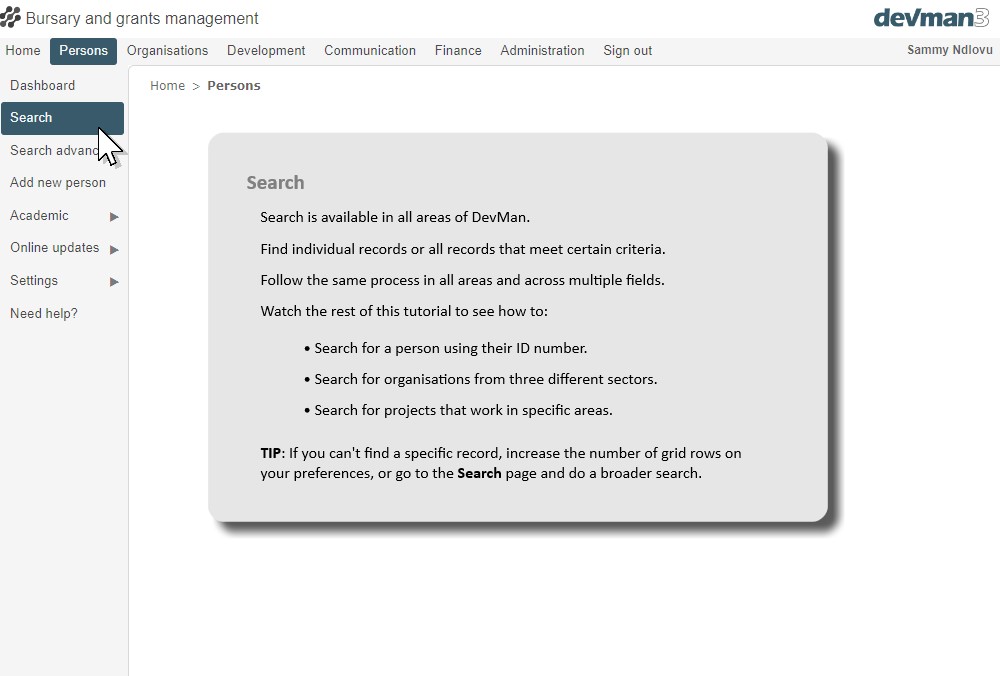 Bursary and grants management
devman3
Home Persons Organisations Development Communication Finance Administration Sign out Sammy Ndlovu
Dashboard
Search
Search advanc
Add new person
Academic
Online updates
Settings
Need help?
Home > Persons
Search
Search is available in all areas of DevMan.
Find individual records or all records that meet certain criteria.
Follow the same process in all areas and across multiple fields.
Watch the rest of this tutorial to see how to:
• Search for a person using their ID number.
• Search for organisations from three different sectors.
• Search for projects that work in specific areas.
TIP: If you can't find a specific record, increase the number of grid rows on
your preferences, or go to the Search page and do a broader search.